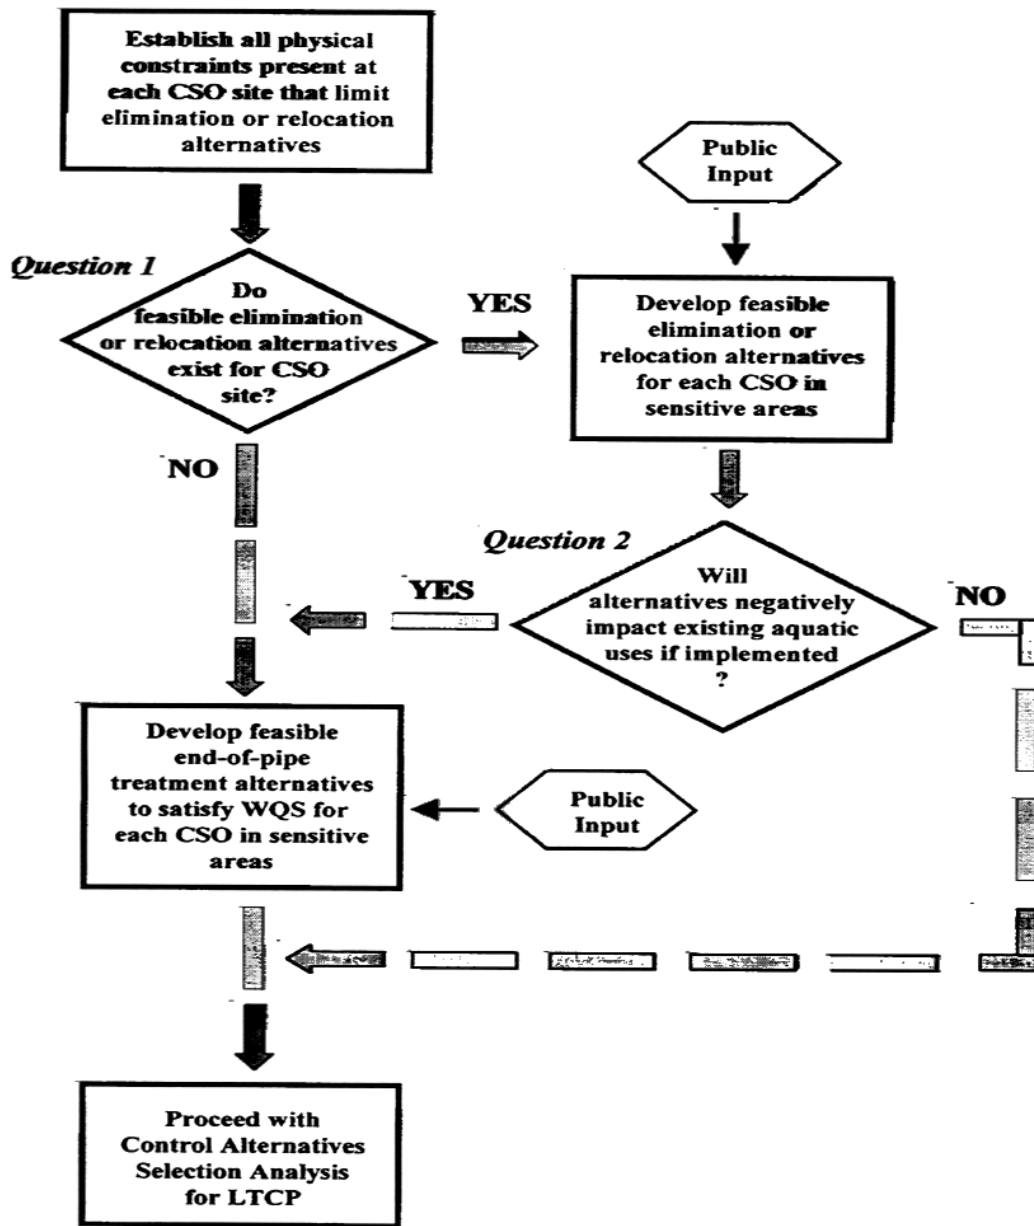 Establish all physical
constraints present at
each CSO site that limit
elimination or relocation
alternatives
Public
Input
Question 1
Do
feasible elimination
or relocation alternatives
exist for CSO
site?
YES
Develop feasible
elimination or
relocation alternatives
for each CSO in
sensitive areas
NO
Question 2
Will
alternatives negatively
impact existing aquatic
uses if implemented
?
YES
NO
Develop feasible
end-of-pipe
treatment alternatives
to satisfy WQS for
each CSO in sensitive
areas
Public
Input
Proceed with
Control Alternatives
Selection Analysis
for LTCP